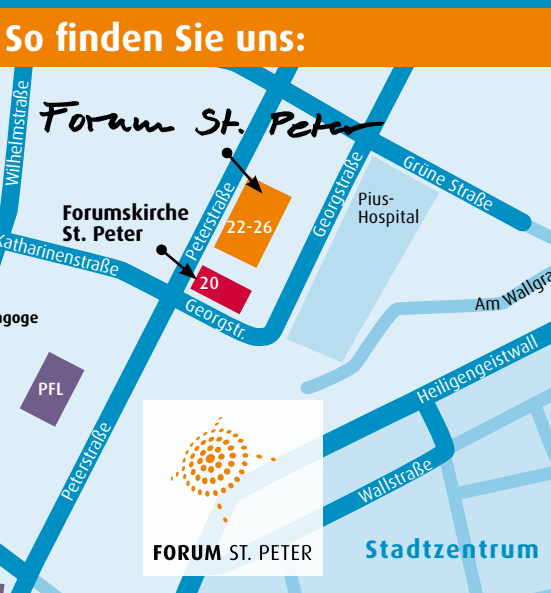 So finden Sie uns:
Wilhelmstraße
Forum St. Peter
Grüne Straße
Georgstraße
Pius-
Hospital
Peterstraße
Forumskirche
St. Peter
22-26
Katharinenstraße
20
Georgstr.
Am Wallgra
agoge
PFL
Heiligengeistwall
Peterstraße
Wallstraße
FORUM ST. PETER
Stadtzentrum